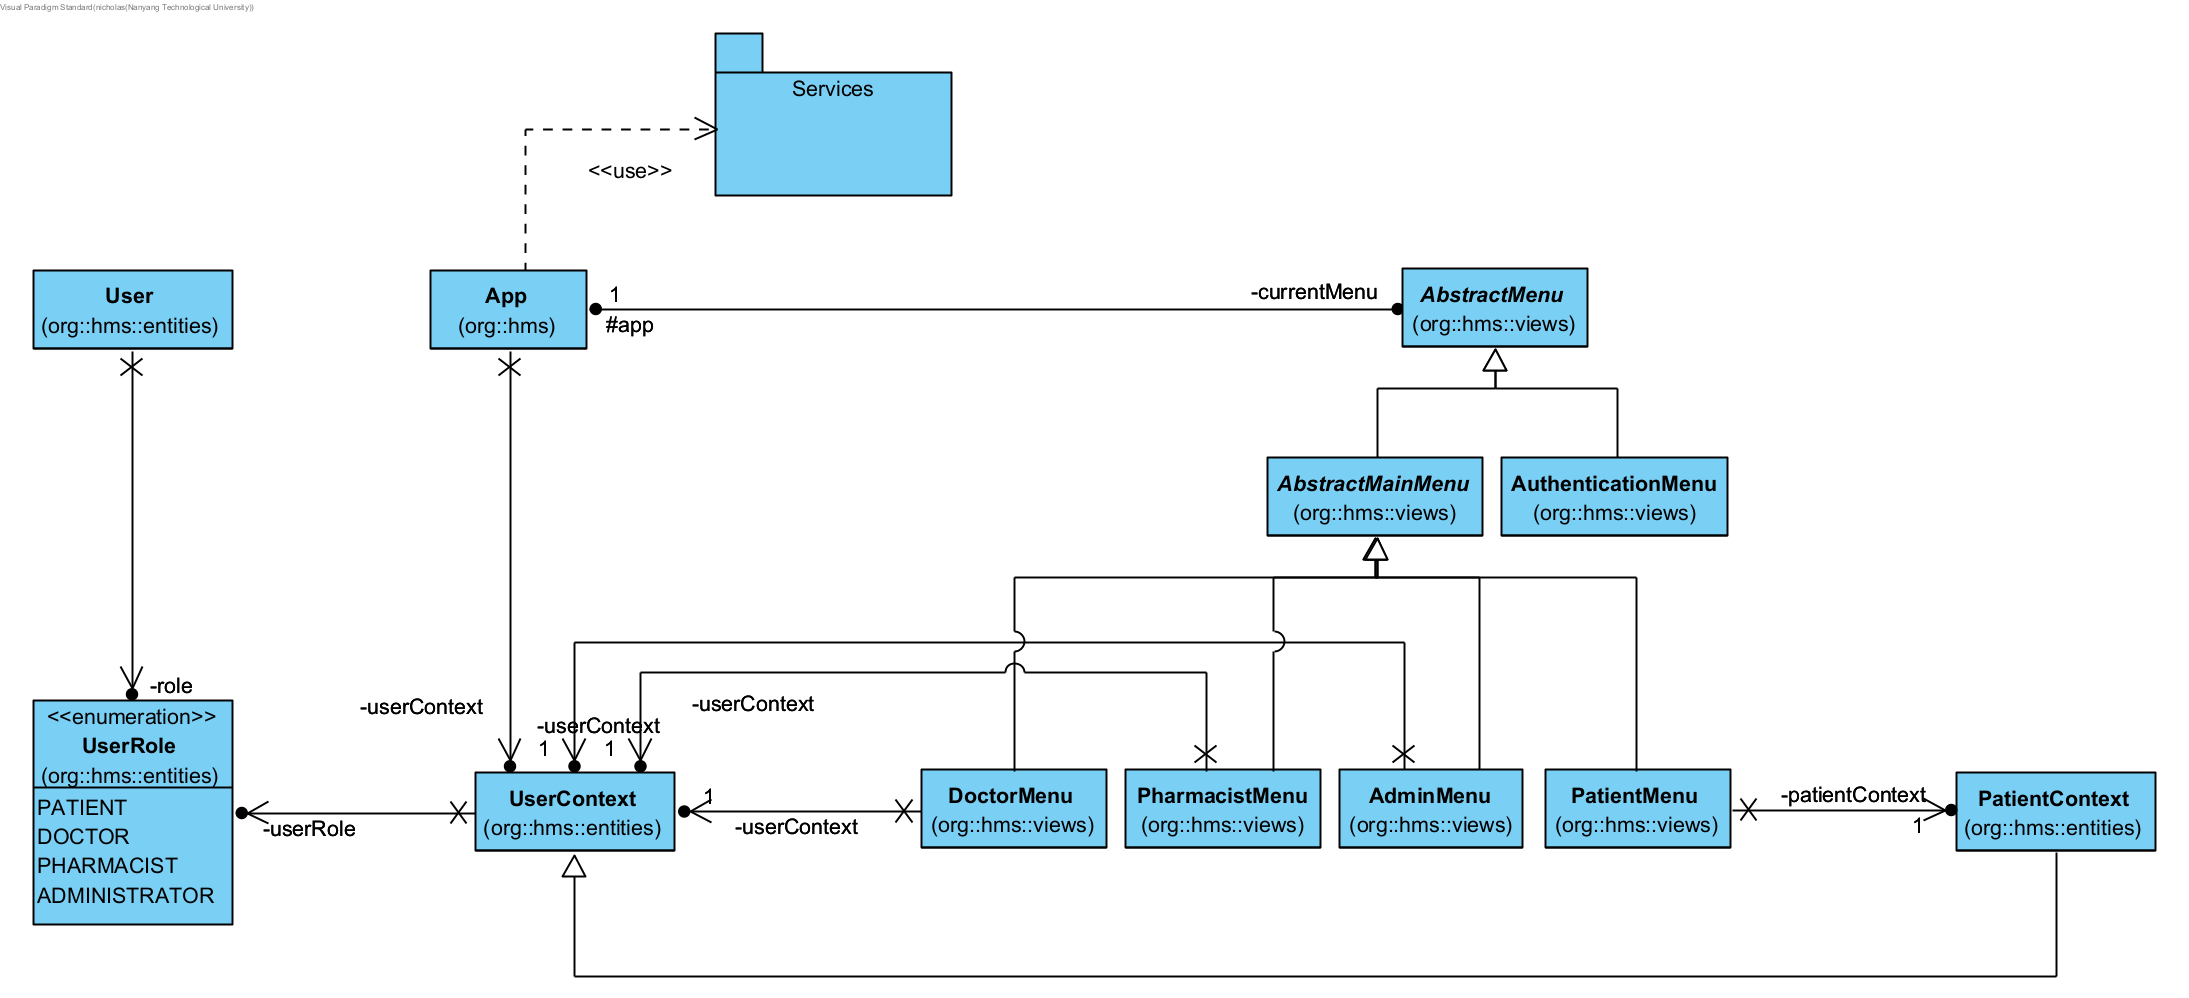 Visual Paradigm Standard(nicholas(Nanyang Technological University))
Services
<<use>>
User
(org::hms::entities)
App
(org::hms)
1
#app
-currentMenu
AbstractMenu
(org::hms::views)
AbstractMainMenu
(org::hms::views)
AuthenticationMenu
(org::hms::views)
-role
<<enumeration>>
UserRole
(org::hms::entities)
PATIENT
DOCTOR
PHARMACIST
ADMINISTRATOR
-userRole
-userContext
-userContext
1
-userContext
1
UserContext
(org::hms::entities)
1
-userContext
DoctorMenu
(org::hms::views)
PharmacistMenu
(org::hms::views)
AdminMenu
(org::hms::views)
PatientMenu
(org::hms::views)
-patientContext
1
PatientContext
(org::hms::entities)